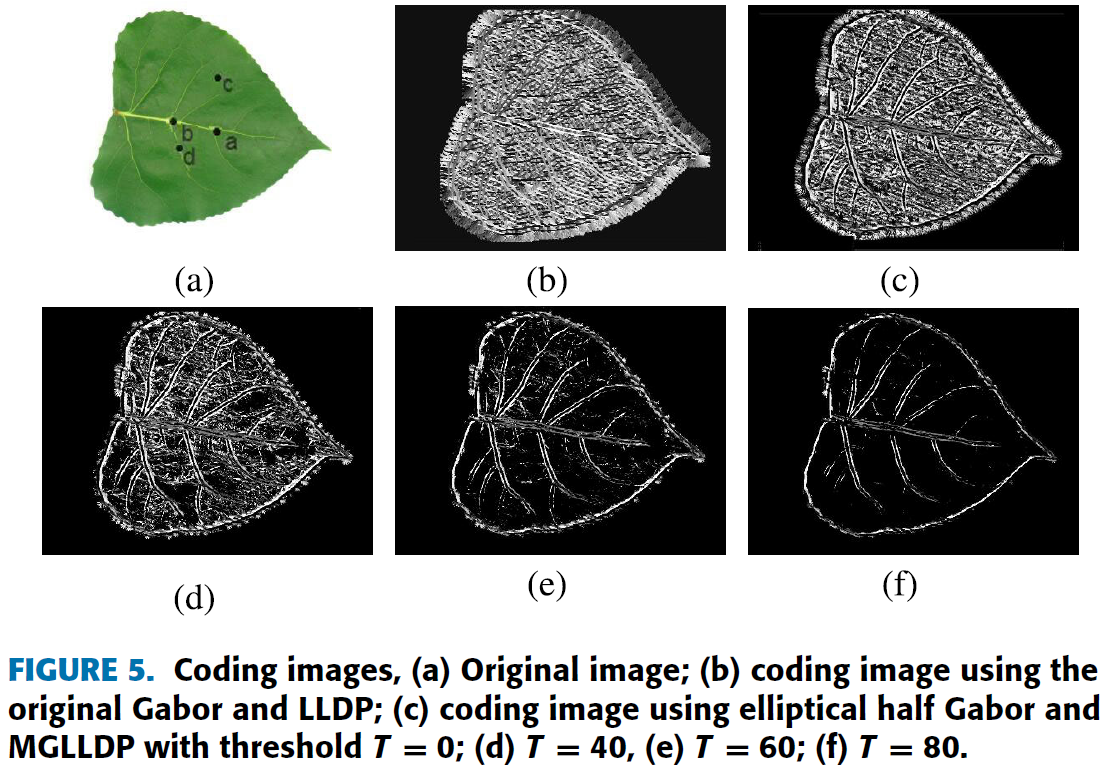 c
b
a
d
(a)
(b)
(c)
(d)
(e)
(f)
FIGURE 5. Coding images, (a) Original image; (b) coding image using the
original Gabor and LLDP; (c) coding image using elliptical half Gabor and
MGLLDP with threshold T = 0; (d) T = 40, (e) T = 60; (f) T = 80.